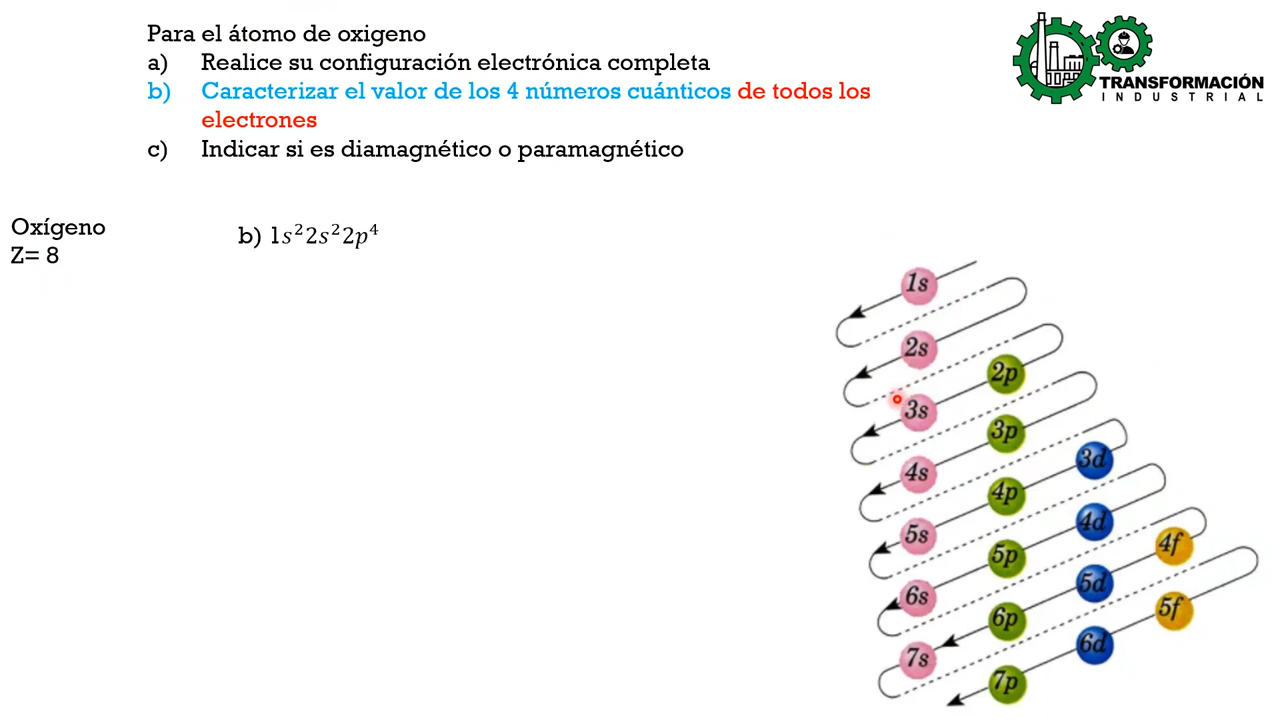 Para el átomo de oxigeno
a) Realice su configuración electrónica completa
b) Caracterizar el valor de los 4 números cuánticos de todos los
electrones
c) Indicar si es diamagnético o paramagnético
TRANSFORMACIÓN
INDUSTRIAL
Oxígeno
Z= 8
b) 1s²2s²2p⁴
1s
2s
2p
3s
3p
3d
4s
4p
4d
4f
5s
5p
5d
5f
6s
6p
6d
7s
7p